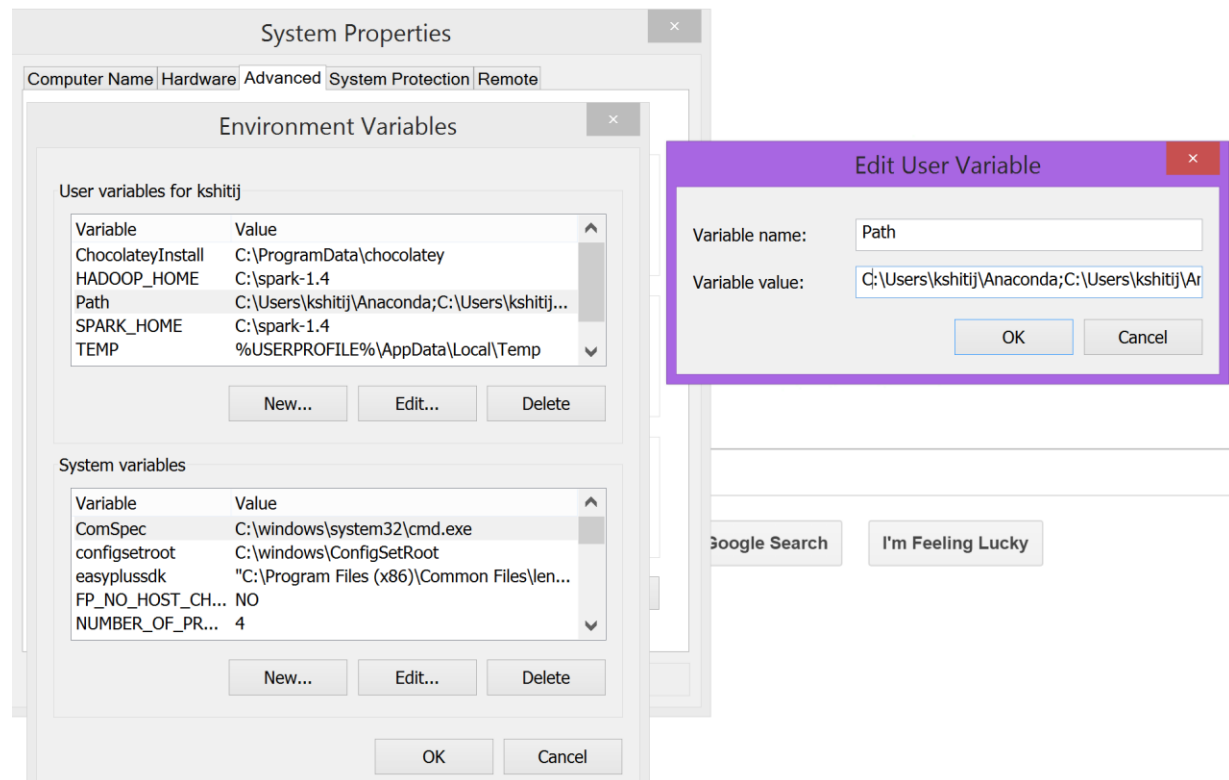 System Properties
Computer Name Hardware Advanced System Protection Remote
Environment Variables
User variables for kshitij
Variable Value
ChocolateyInstall C:\ProgramData\chocolatey
HADOOP_HOME C:\spark-1.4
Path C:\Users\kshitij\Anaconda;C:\Users\kshitij...
SPARK_HOME C:\spark-1.4
TEMP %USERPROFILE%\AppData\Local\Temp
New... Edit... Delete
System variables
Variable Value
ComSpec C:\windows\system32\cmd.exe
configsetroot C:\windows\ConfigSetRoot
easyplussdk "C:\Program Files (x86)\Common Files\len...
FP_NO_HOST_CH... NO
NUMBER_OF_PR... 4
New... Edit... Delete
OK Cancel
Edit User Variable
Variable name: Path
Variable value: C:\Users\kshitij\Anaconda;C:\Users\kshitij\Ar
OK Cancel
Google Search I'm Feeling Lucky